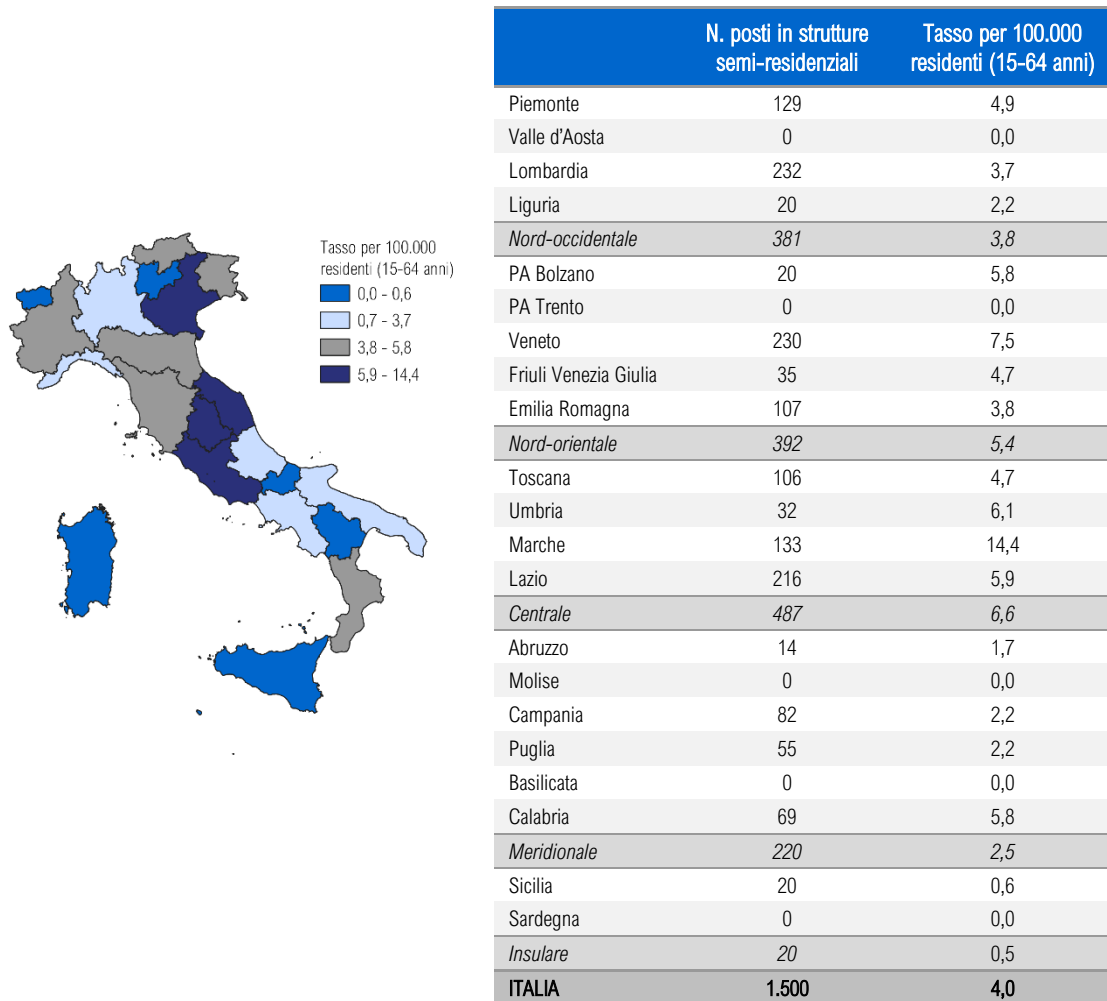 Tasso per 100.000
residenti (15-64 anni)
0,0 - 0,6
0,7 - 3,7
3,8 - 5,8
5,9 - 14,4
N. posti in strutture semi-residenziali Tasso per 100.000 residenti (15-64 anni)
Piemonte 129 4,9
Valle d'Aosta 0 0,0
Lombardia 232 3,7
Liguria 20 2,2
Nord-occidentale 381 3,8
PA Bolzano 20 5,8
PA Trento 0 0,0
Veneto 230 7,5
Friuli Venezia Giulia 35 4,7
Emilia Romagna 107 3,8
Nord-orientale 392 5,4
Toscana 106 4,7
Umbria 32 6,1
Marche 133 14,4
Lazio 216 5,9
Centrale 487 6,6
Abruzzo 14 1,7
Molise 0 0,0
Campania 82 2,2
Puglia 55 2,2
Basilicata 0 0,0
Calabria 69 5,8
Meridionale 220 2,5
Sicilia 20 0,6
Sardegna 0 0,0
Insulare 20 0,5
ITALIA 1.500 4,0